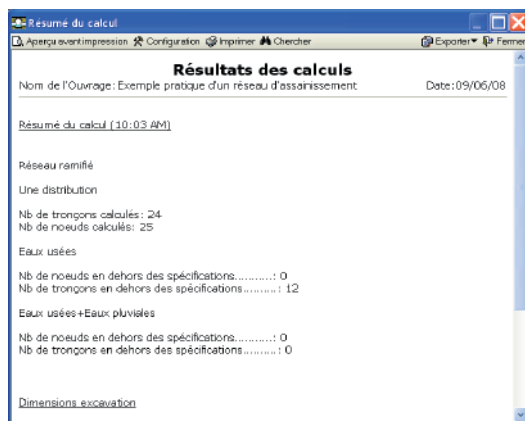 Résumé du calcul
Aperçu avant impression Configuration Imprimer Chercher Exporter Fermer
Résultats des calculs
Nom de l'Ouvrage: Exemple pratique d'un réseau d'assainissement Date:09/06/08
Résumé du calcul (10:03 AM)
Réseau ramifié
Une distribution
Nb de tronçons calculés: 24
Nb de noeuds calculés: 25
Eaux usées
Nb de noeuds en dehors des spécifications..........: 0
Nb de tronçons en dehors des spécifications.........: 12
Eaux usées+Eaux pluviales
Nb de noeuds en dehors des spécifications..........: 0
Nb de tronçons en dehors des spécifications.........: 0
Dimensions excavation